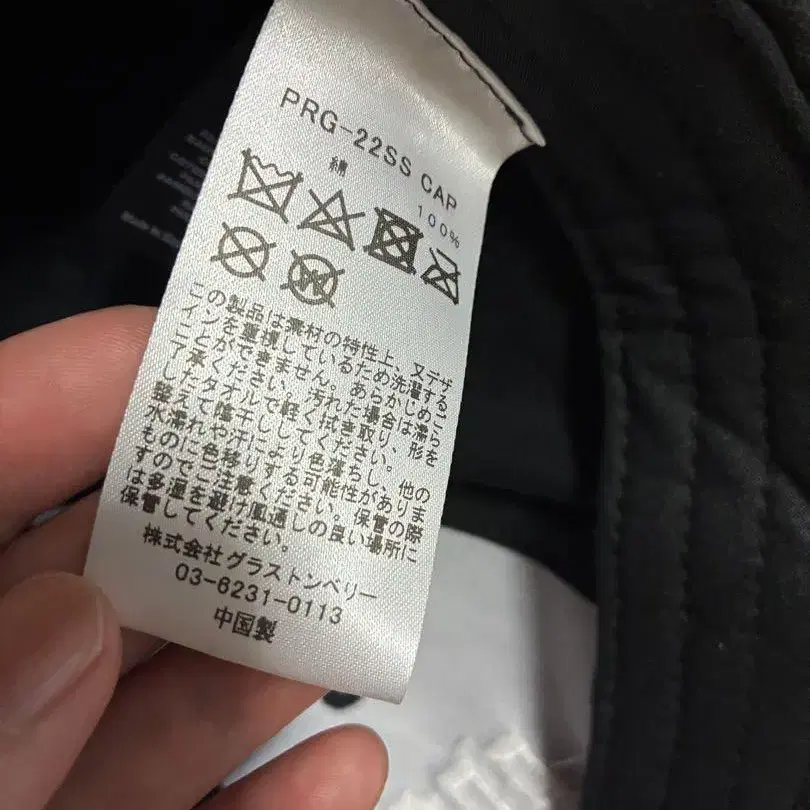 PRG-22SS CAP
綿 100%
W
この製品は素材の特性上、又デザ
インを重視しているため洗濯する
ことができません。あらかじめご
了承ください。汚れた場合は濡ら
したタオルで軽く拭き取り、形を
整えて陰干ししてください。
水濡れや汗により色落ちし、他の
ものに色移りする可能性がありま
すのでご注意ください。保管の際
は多湿を避け風通しの良い場所に
保管してください。
株式会社グラストンベリー
03-6231-0113
中国製
Made in